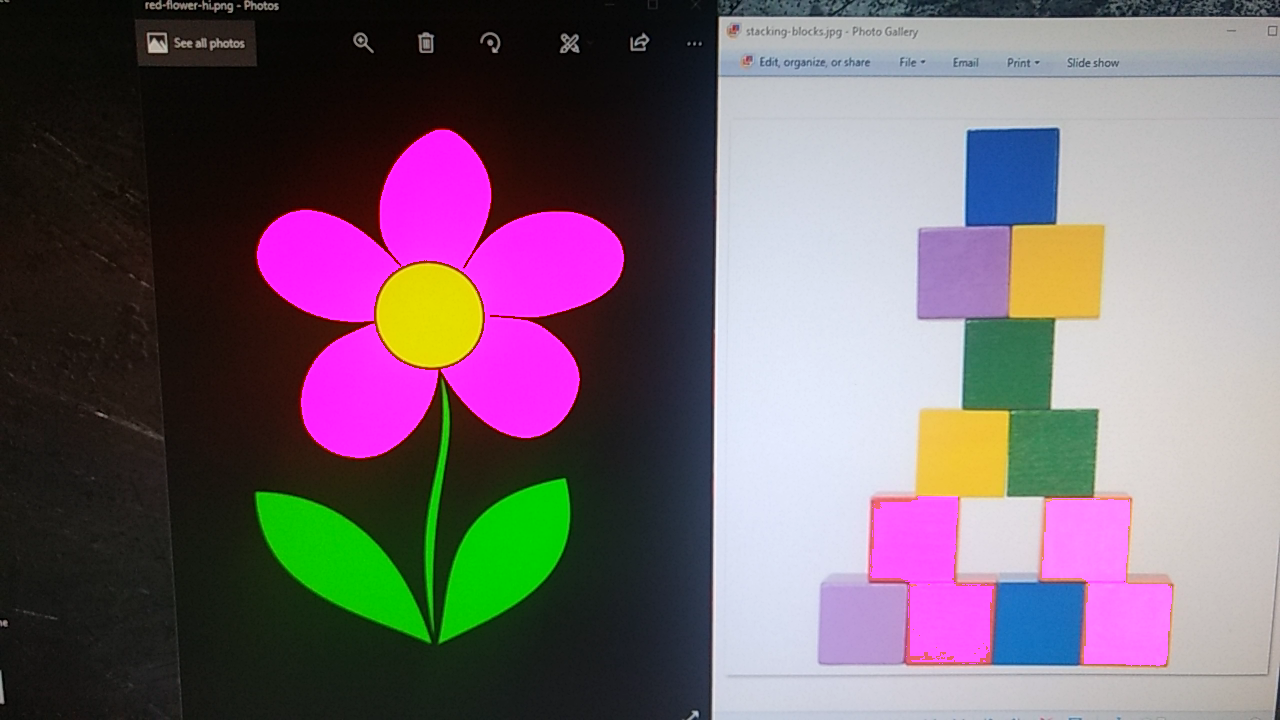 red-flower-hi.png - Photos
See all photos
stacking-blocks.jpg - Photo Gallery
Edit, organize, or share File Email Print Slide show